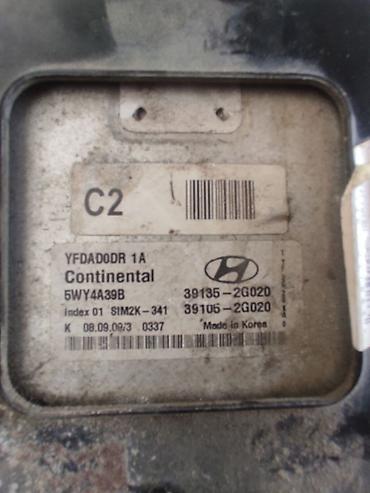 C2
YFDAD0DR 1A
Continental
5WY4A39B 39135-2G020
Index 01 SIM2K-341 39105-2G020
K 08.09.09/3 0337 Made in Korea